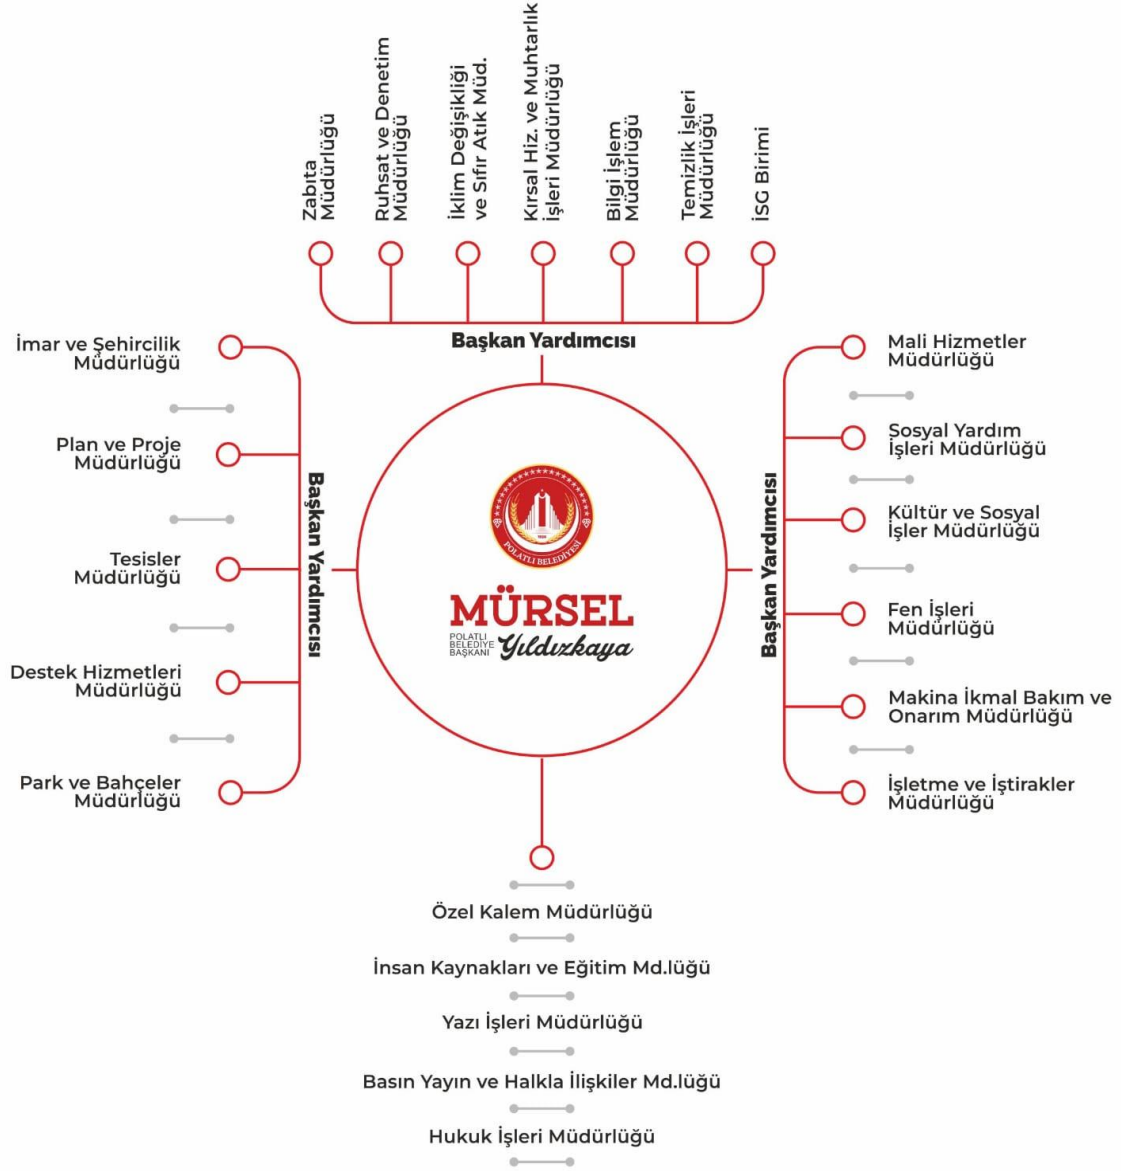 Zabıta
Müdürlüğü
Ruhsat ve Denetim
Müdürlüğü
İklim Değişikliği
ve Sıfır Atık Müd.
Kırsal Hiz. ve Muhtarlık
İşleri Müdürlüğü
Bilgi İşlem
Müdürlüğü
Temizlik İşleri
Müdürlüğü
İSG Birimi
Başkan Yardımcısı
İmar ve Şehircilik
Müdürlüğü
Plan ve Proje
Müdürlüğü
Tesisler
Müdürlüğü
Destek Hizmetleri
Müdürlüğü
Park ve Bahçeler
Müdürlüğü
Başkan Yardımcısı
POLATLI BELEDİYESİ
MÜRSEL
POLATLI
BELEDİYE
BAŞKANI
Yıldızkaya
Başkan Yardımcısı
Mali Hizmetler
Müdürlüğü
Sosyal Yardım
İşleri Müdürlüğü
Kültür ve Sosyal
İşler Müdürlüğü
Fen İşleri
Müdürlüğü
Makina İkmal Bakım ve
Onarım Müdürlüğü
İşletme ve İştirakler
Müdürlüğü
Özel Kalem Müdürlüğü
İnsan Kaynakları ve Eğitim Md.lüğü
Yazı İşleri Müdürlüğü
Basın Yayın ve Halkla İlişkiler Md.lüğü
Hukuk İşleri Müdürlüğü